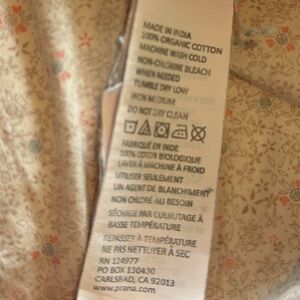 MADE IN INDIA
100% ORGANIC COTTON
MACHINE WASH COLD
NON-CHLORINE BLEACH
WHEN NEEDED
TUMBLE DRY LOW
IRON MEDIUM
DO NOT DRY CLEAN
FABRIQUÉ EN INDE
100% COTON BIOLOGIQUE
LAVER À MACHINE À FROID
UTILISER SEULEMENT
UN AGENT DE BLANCHIMENT
NON CHLORÉ AU BESOIN
SÉCHAGE PAR CULBUTAGE À
BASSE TEMPÉRATURE
REPASSER À TEMPÉRATURE
NE PAS NETTOYER À SEC
RN 124977
PO BOX 130430
CARLSBAD, CA 92013
www.prana.com